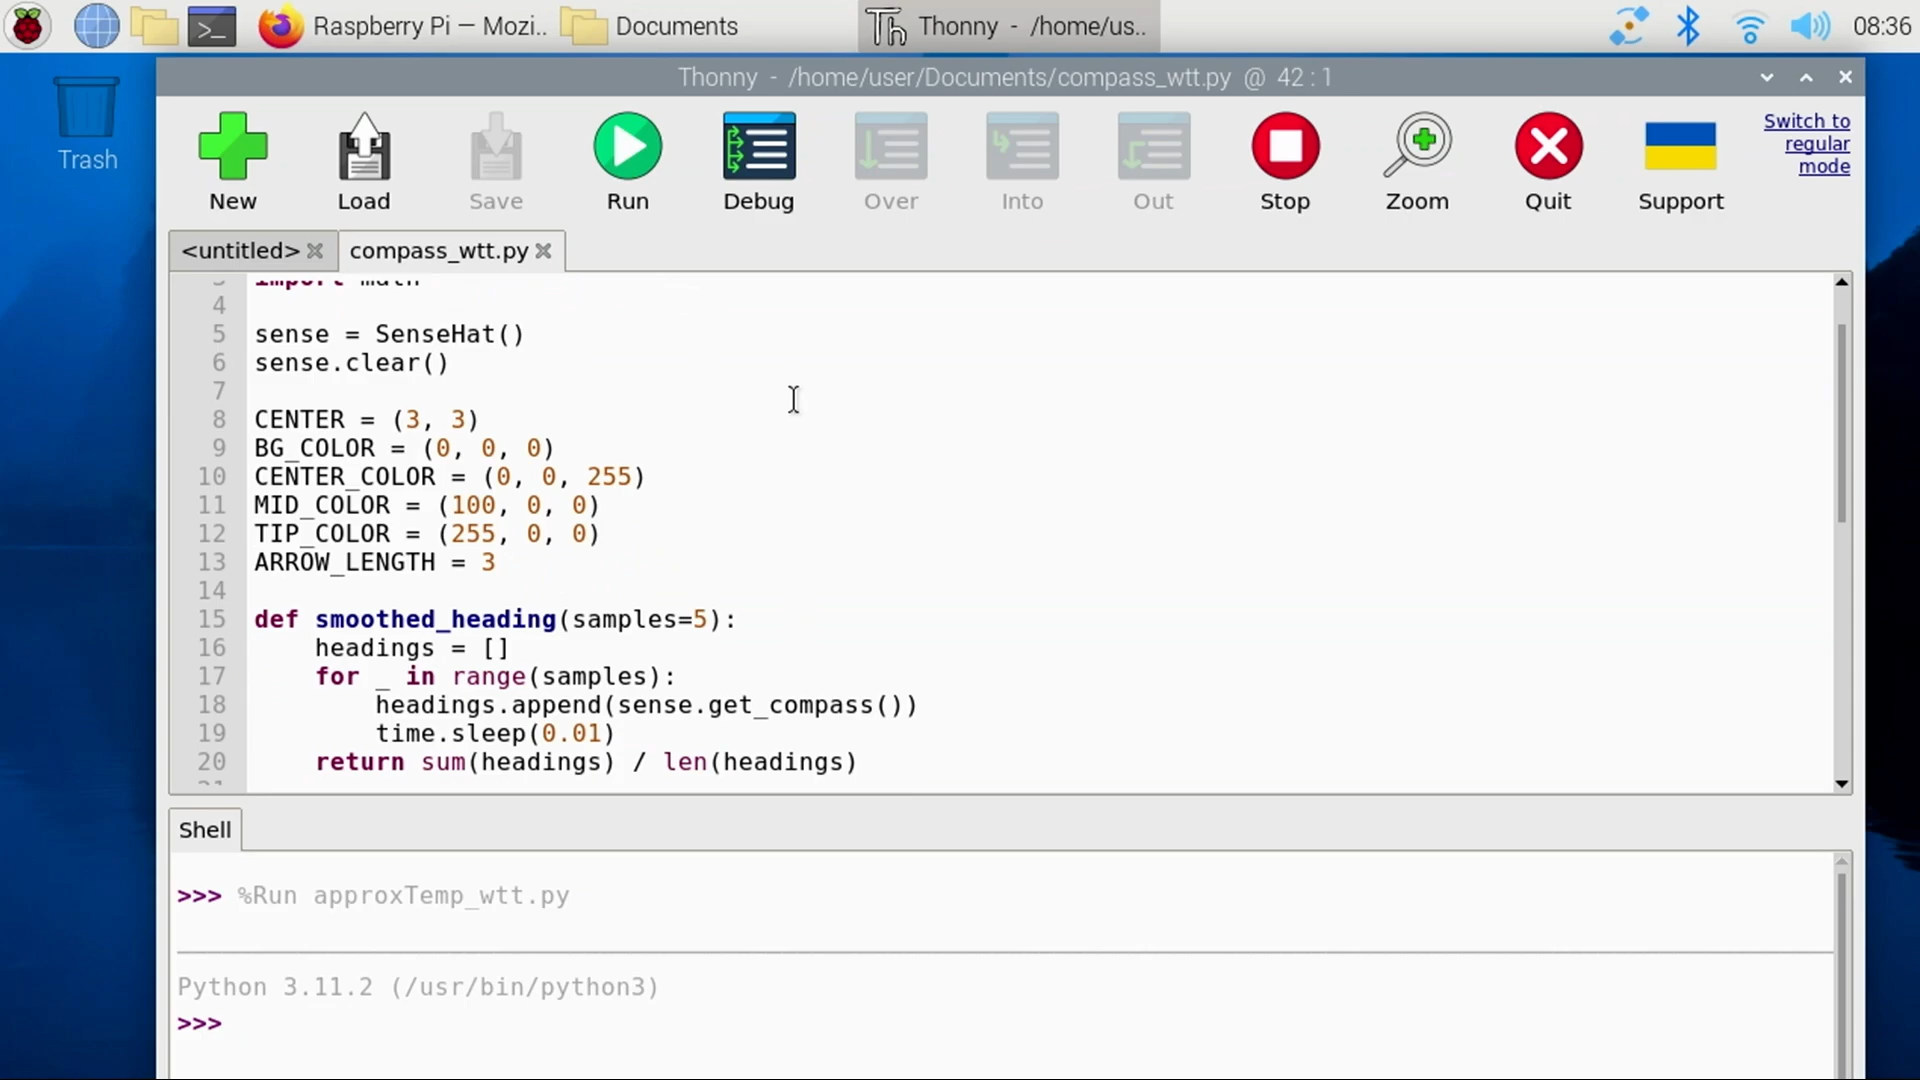 Raspberry Pi — Mozi..
Documents
Thonny - /home/us..
08:36
Trash
Thonny - /home/user/Documents/compass_wtt.py @ 42 : 1
New
Load
Save
Run
Debug
Over
Into
Out
Stop
Zoom
Quit
Support
Switch to
regular
mode
<untitled>
compass_wtt.py
3 import math
4
5 sense = SenseHat()
6 sense.clear()
7
8 CENTER = (3, 3)
9 BG_COLOR = (0, 0, 0)
10 CENTER_COLOR = (0, 0, 255)
11 MID_COLOR = (100, 0, 0)
12 TIP_COLOR = (255, 0, 0)
13 ARROW_LENGTH = 3
14
15 def smoothed_heading(samples=5):
16     headings = []
17     for _ in range(samples):
18         headings.append(sense.get_compass())
19         time.sleep(0.01)
20     return sum(headings) / len(headings)
21
Shell
>>> %Run approxTemp_wtt.py
Python 3.11.2 (/usr/bin/python3)
>>>